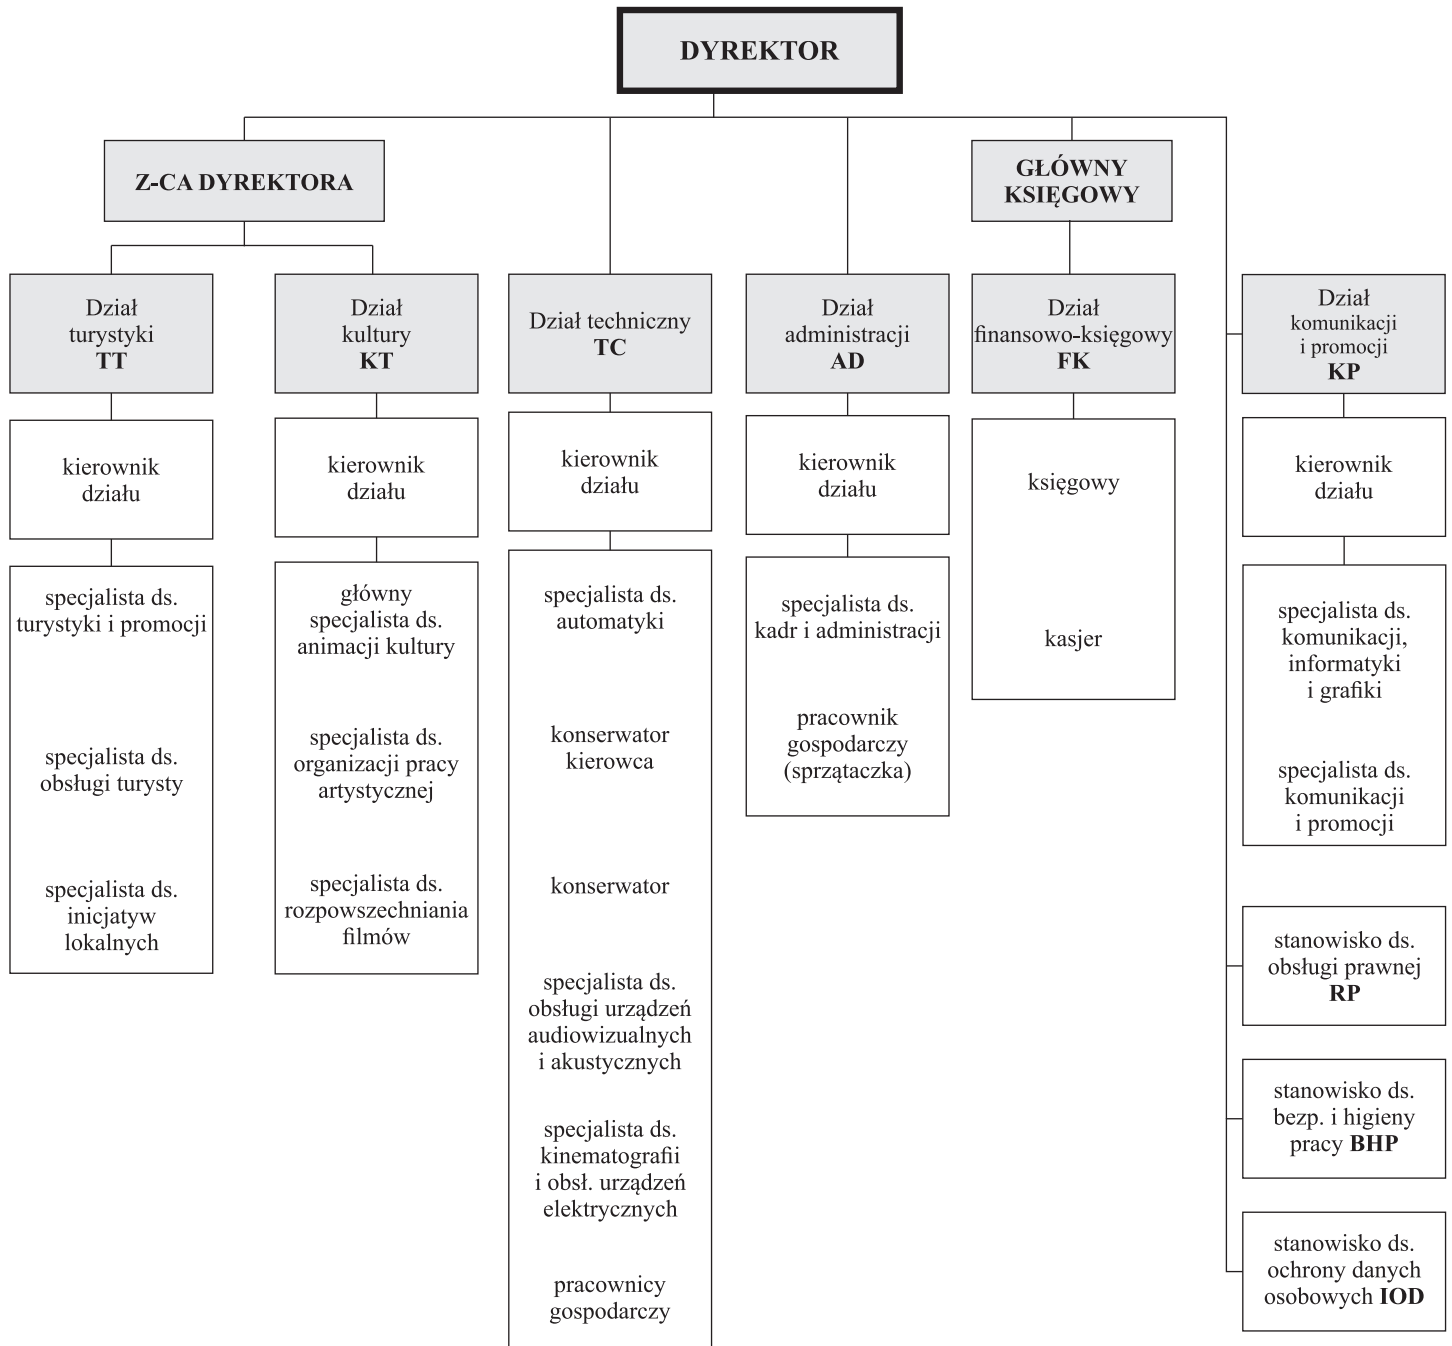 DYREKTOR
Z-CA DYREKTORA
GŁÓWNY
KSIĘGOWY
Dział
turystyki
TT
Dział
kultury
KT
Dział techniczny
TC
Dział
administracji
AD
Dział
finansowo-księgowy
FK
Dział
komunikacji
i promocji
KP
kierownik
działu
specjalista ds.
turystyki i promocji
specjalista ds.
obsługi turysty
specjalista ds.
inicjatyw
lokalnych
kierownik
działu
główny
specjalista ds.
animacji kultury
specjalista ds.
organizacji pracy
artystycznej
specjalista ds.
rozpowszechniania
filmów
kierownik
działu
specjalista ds.
automatyki
konserwator
kierowca
konserwator
specjalista ds.
obsługi urządzeń
audiowizualnych
i akustycznych
specjalista ds.
kinematografii
i obsł. urządzeń
elektrycznych
pracownicy
gospodarczy
kierownik
działu
specjalista ds.
kadr i administracji
pracownik
gospodarczy
(sprzątaczka)
księgowy
kasjer
kierownik
działu
specjalista ds.
komunikacji,
informatyki
i grafiki
specjalista ds.
komunikacji
i promocji
stanowisko ds.
obsługi prawnej
RP
stanowisko ds.
bezp. i higieny
pracy BHP
stanowisko ds.
ochrony danych
osobowych IOD